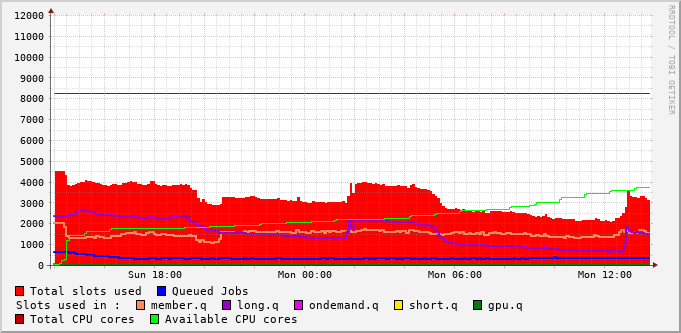 12000
11000
10000
9000
8000
7000
6000
5000
4000
3000
2000
1000
0
Sun 18:00 Mon 00:00 Mon 06:00 Mon 12:00
Total slots used Queued Jobs
Slots used in : member.q long.q ondemand.q short.q gpu.q
Total CPU cores Available CPU cores
RRDTOOL / TOBI OETIKER